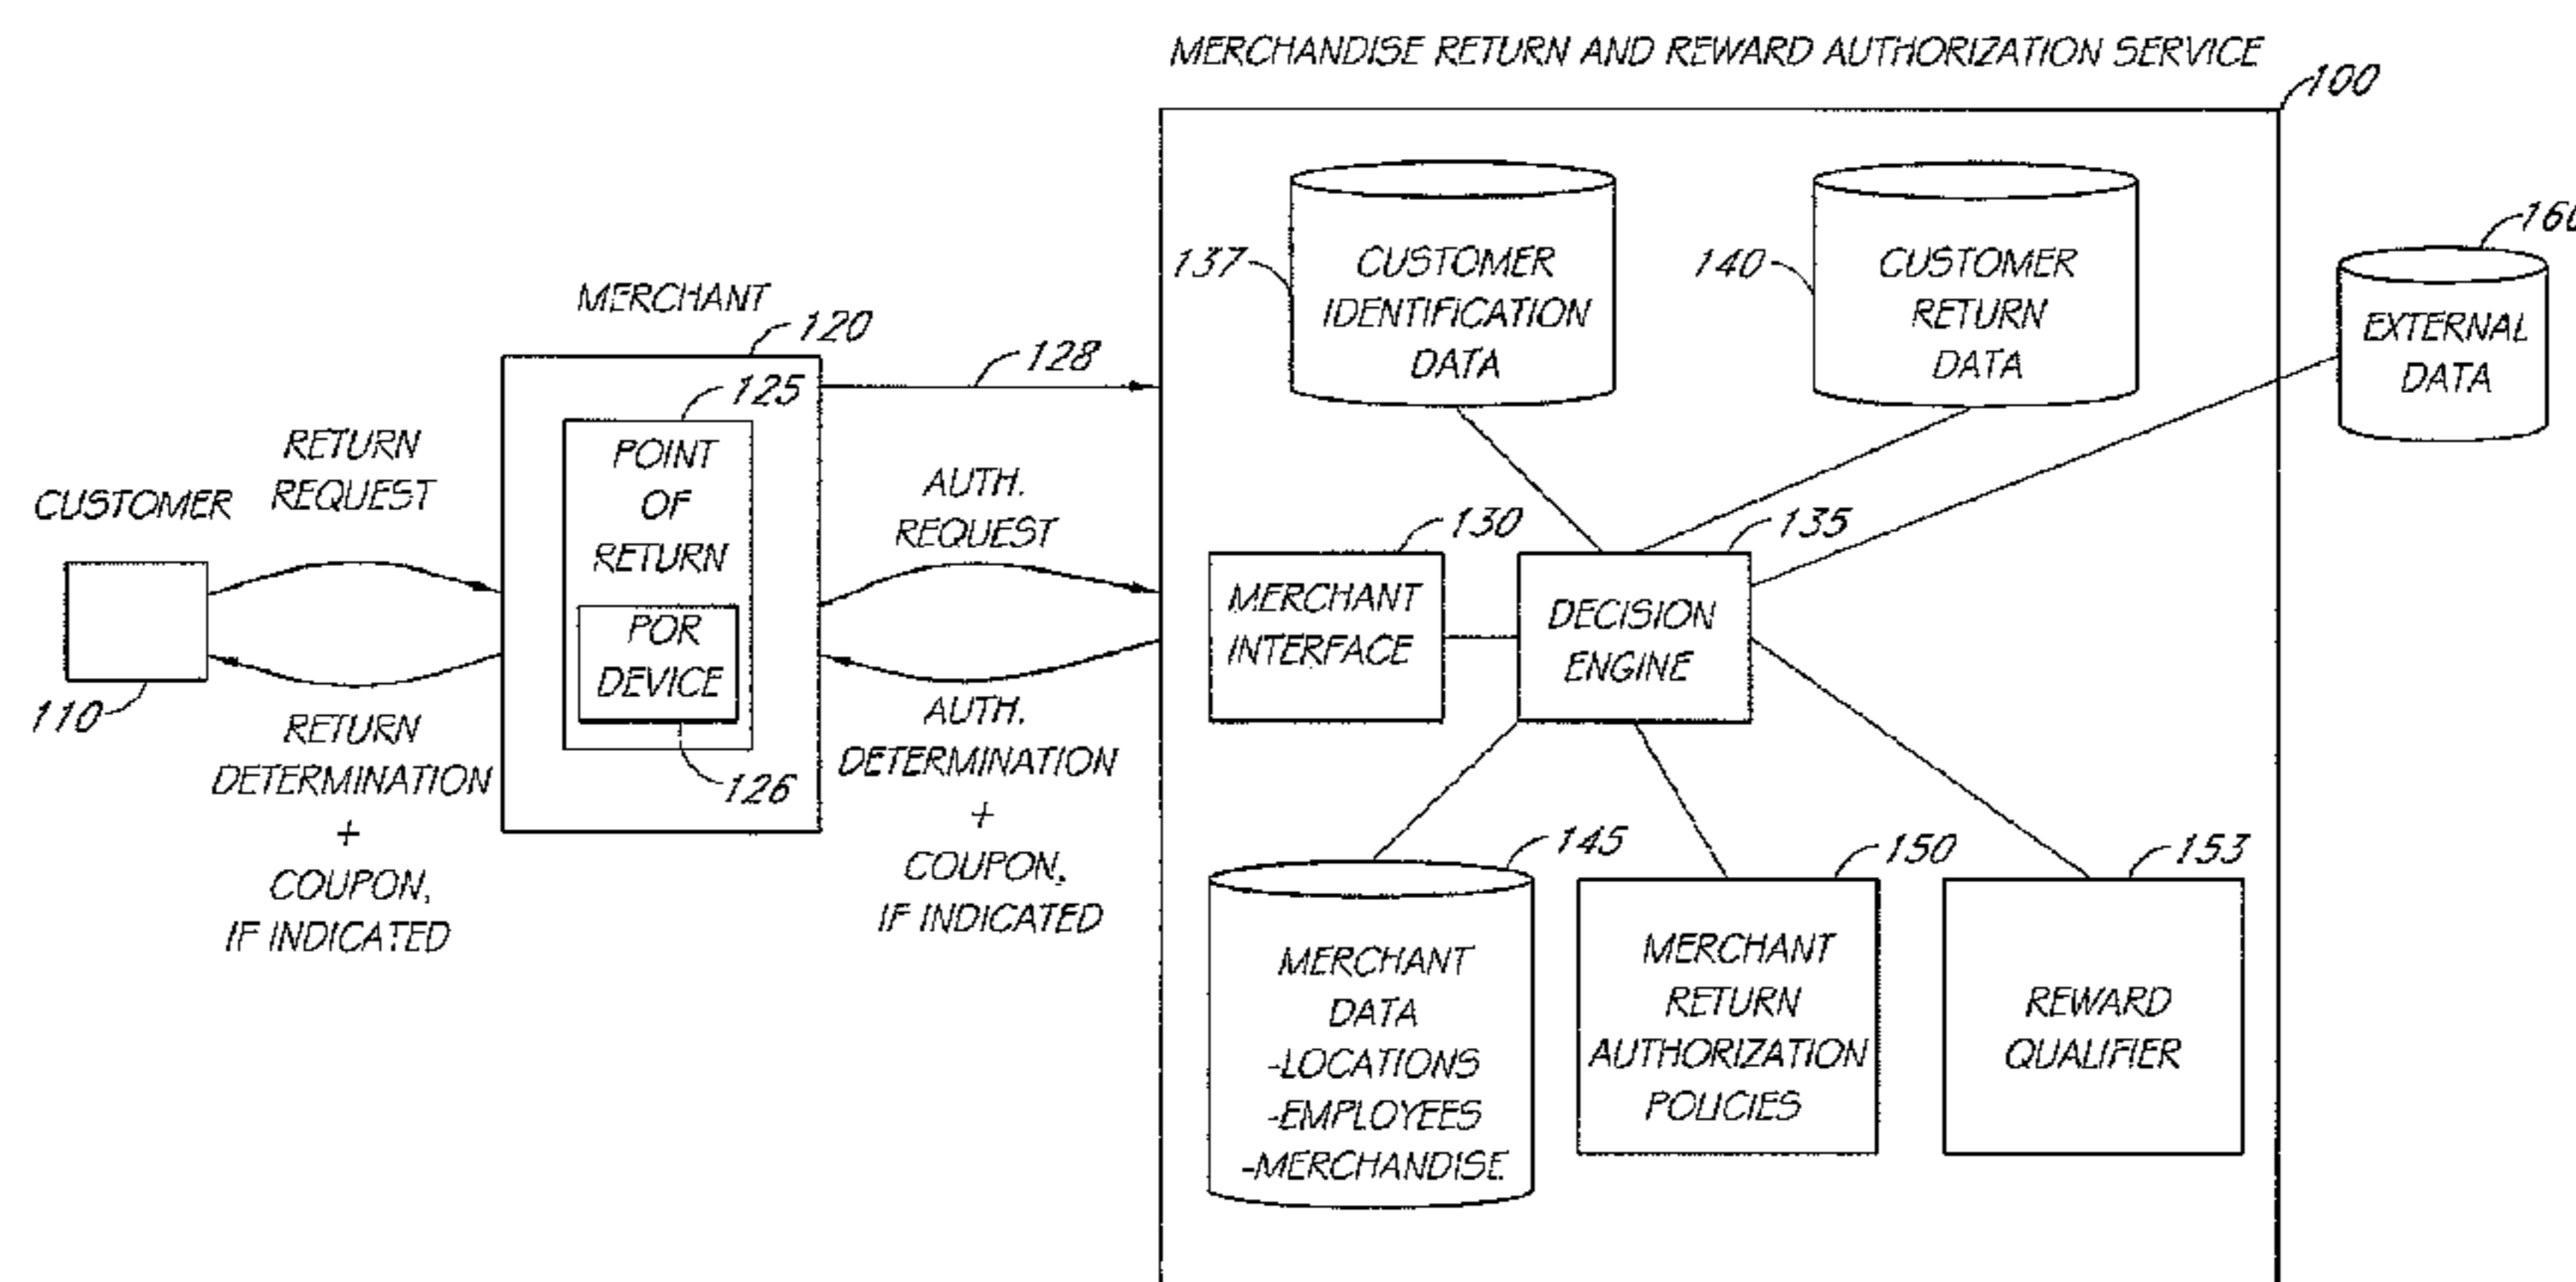 MERCHANDISE RETURN AND REWARD AUTHORIZATION SERVICE
100
CUSTOMER
110
RETURN
REQUEST
RETURN
DETERMINATION
+
COUPON,
IF INDICATED
MERCHANT
120
125
POINT
OF
RETURN
POR
DEVICE
126
128
AUTH.
REQUEST
AUTH.
DETERMINATION
+
COUPON,
IF INDICATED
137
CUSTOMER
IDENTIFICATION
DATA
140
CUSTOMER
RETURN
DATA
160
EXTERNAL
DATA
130
MERCHANT
INTERFACE
135
DECISION
ENGINE
145
MERCHANT
DATA
-LOCATIONS
-EMPLOYEES
-MERCHANDISE
150
MERCHANT
RETURN
AUTHORIZATION
POLICIES
153
REWARD
QUALIFIER